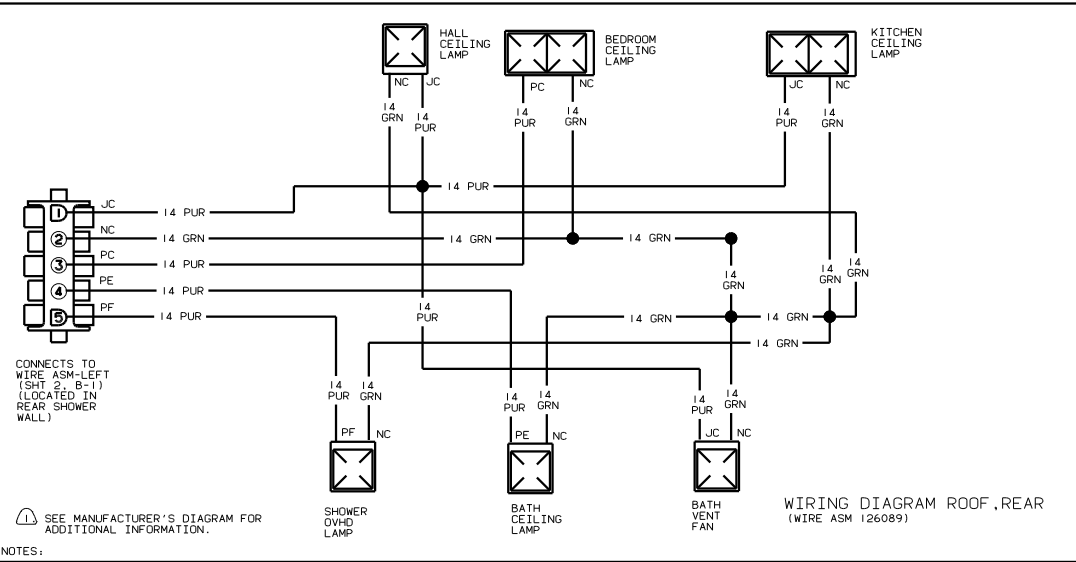 HALL
CEILING
LAMP
BEDROOM
CEILING
LAMP
KITCHEN
CEILING
LAMP
NC JC
PC NC
JC NC
14
GRN
14
PUR
14
PUR
14
GRN
14
PUR
14
GRN
14 PUR
1 JC 14 PUR
2 NC 14 GRN 14 GRN 14 GRN
3 PC 14 PUR
4 PE 14 PUR
5 PF 14 PUR
14
PUR
14
GRN
14
GRN
14
GRN
14 GRN
14 GRN
14 GRN
CONNECTS TO
WIRE ASM-LEFT
(SHT 2, B-1)
(LOCATED IN
REAR SHOWER
WALL)
14
PUR
14
GRN
14
PUR
14
GRN
14
PUR
14
GRN
PF NC
PE NC
JC NC
SHOWER
OVHD
LAMP
BATH
CEILING
LAMP
BATH
VENT
FAN
WIRING DIAGRAM ROOF,REAR
(WIRE ASM 126089)
1. SEE MANUFACTURER'S DIAGRAM FOR
ADDITIONAL INFORMATION.
NOTES: